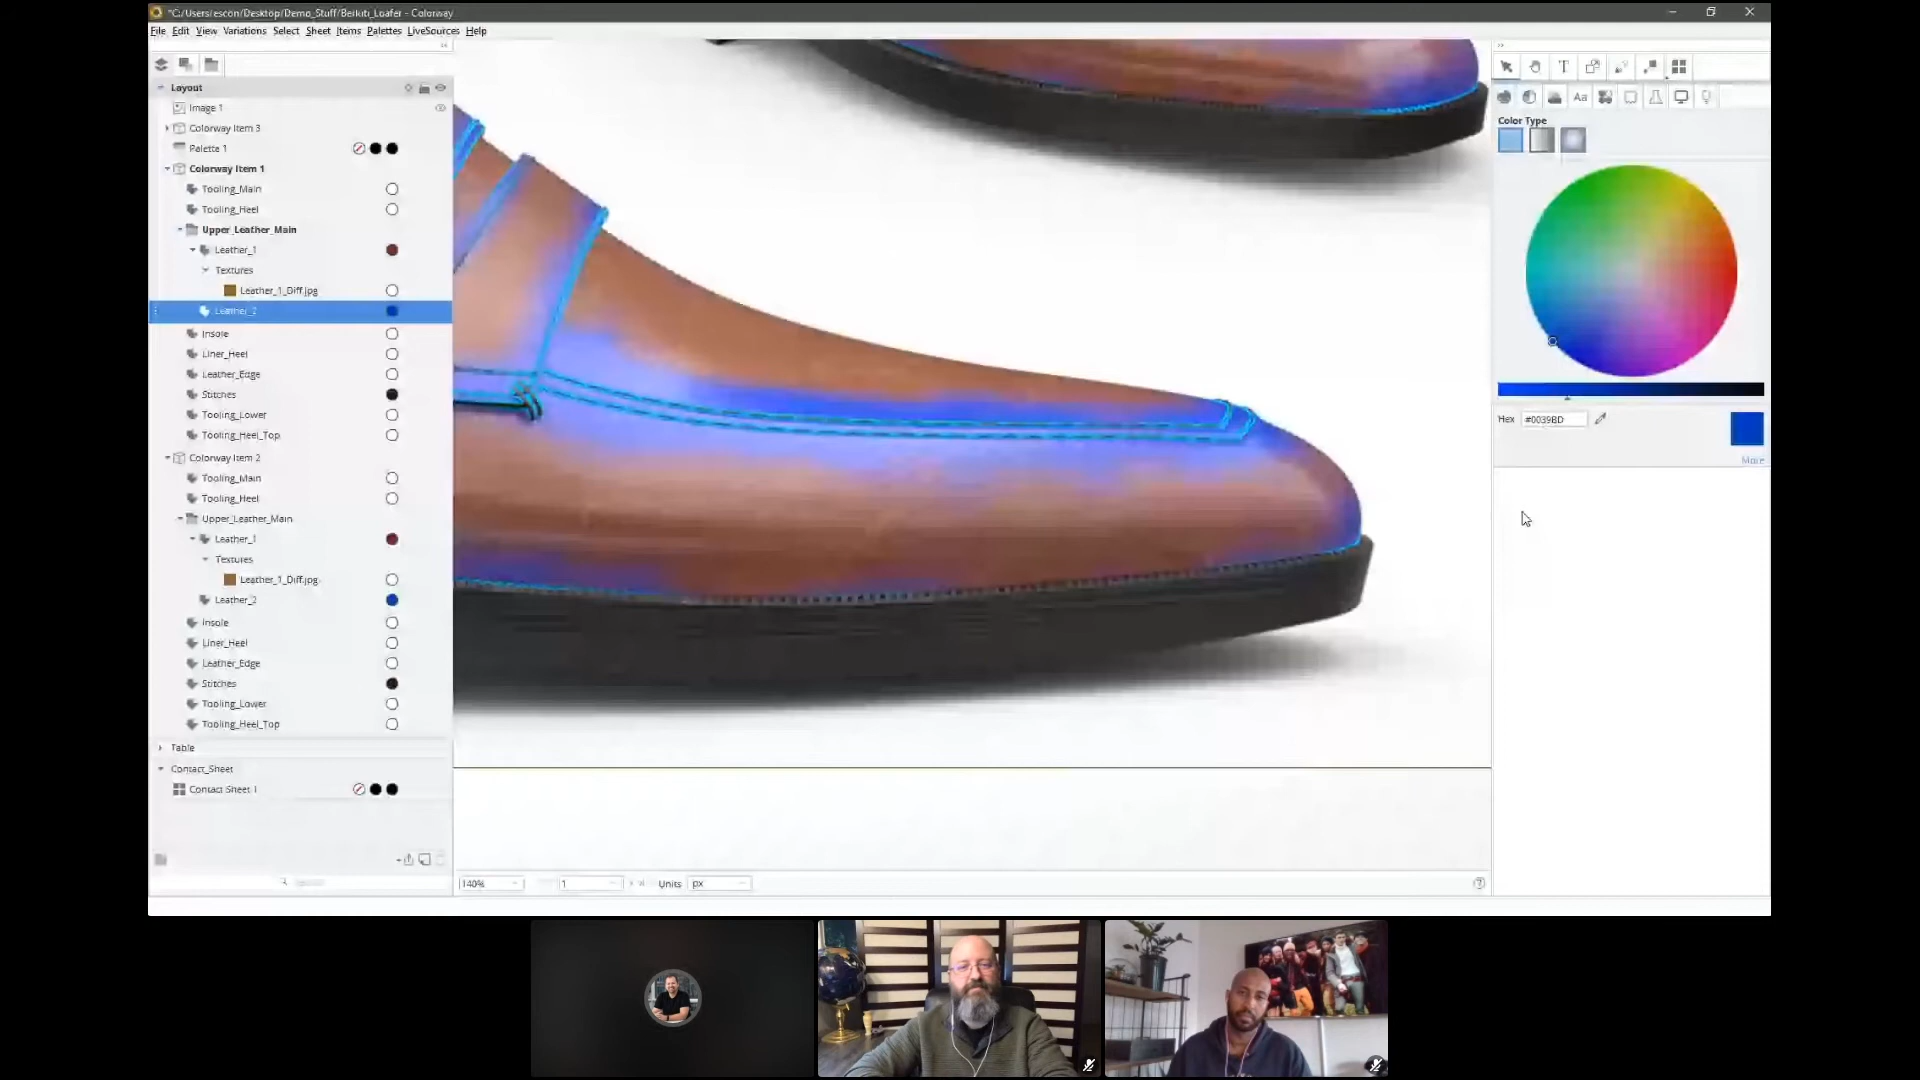 *C:/Users/escon/Desktop/Demo_Stuff/Berluti_Loafer - Colorway
File Edit View Variations Select Sheet Items Palettes LiveSources Help
Layout
Image 1
Colorway Item 3
Palette 1
Colorway Item 1
Tooling_Main
Tooling_Heel
Upper_Leather_Main
Leather_1
Textures
Leather_1_Diff.jpg
Leather_2
Insole
Liner_Heel
Leather_Edge
Stitches
Tooling_Lower
Tooling_Heel_Top
Colorway Item 2
Tooling_Main
Tooling_Heel
Upper_Leather_Main
Leather_1
Textures
Leather_1_Diff.jpg
Leather_2
Insole
Liner_Heel
Leather_Edge
Stitches
Tooling_Lower
Tooling_Heel_Top
Table
Contact_Sheet
Contact Sheet 1
140% 1 Units px
T
Aa
Color Type
Hex #0039BD
More